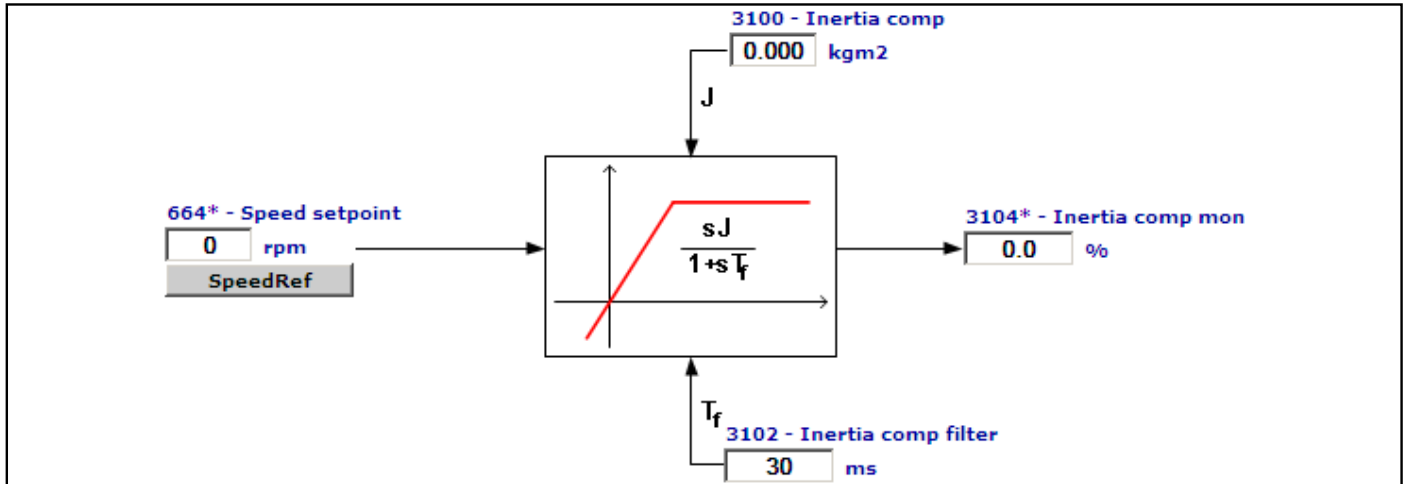 3100 - Inertia comp
0.000 kgm2
J
664* - Speed setpoint
0 rpm
SpeedRef
sJ
1+sTf
3104* - Inertia comp mon
0.0 %
Tf
3102 - Inertia comp filter
30 ms